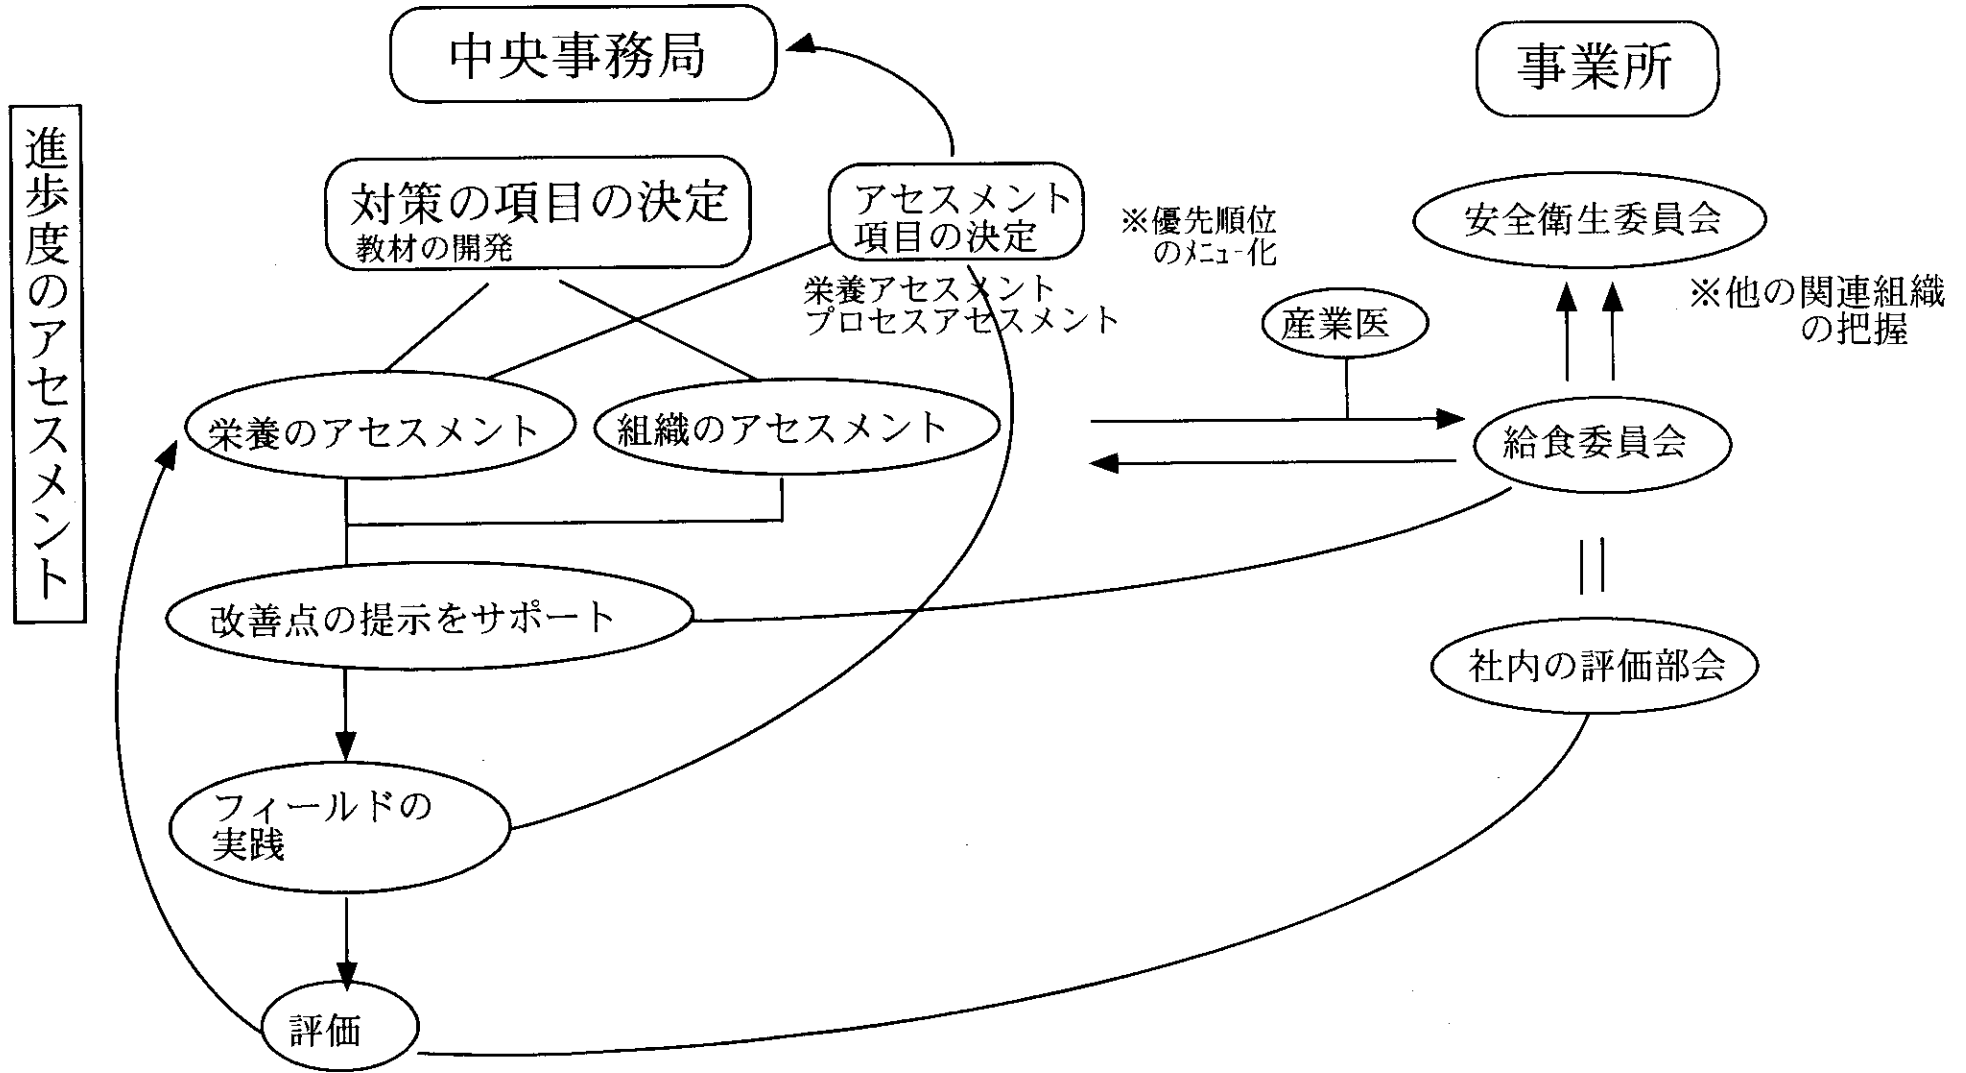 中央事務局
事業所
進歩度のアセスメント
対策の項目の決定
教材の開発
アセスメント
項目の決定
栄養アセスメント
プロセスアセスメント
※優先順位
のメニュー化
安全衛生委員会
※他の関連組織
の把握
産業医
栄養のアセスメント
組織のアセスメント
給食委員会
改善点の提示をサポート
社内の評価部会
フィールドの
実践
評価